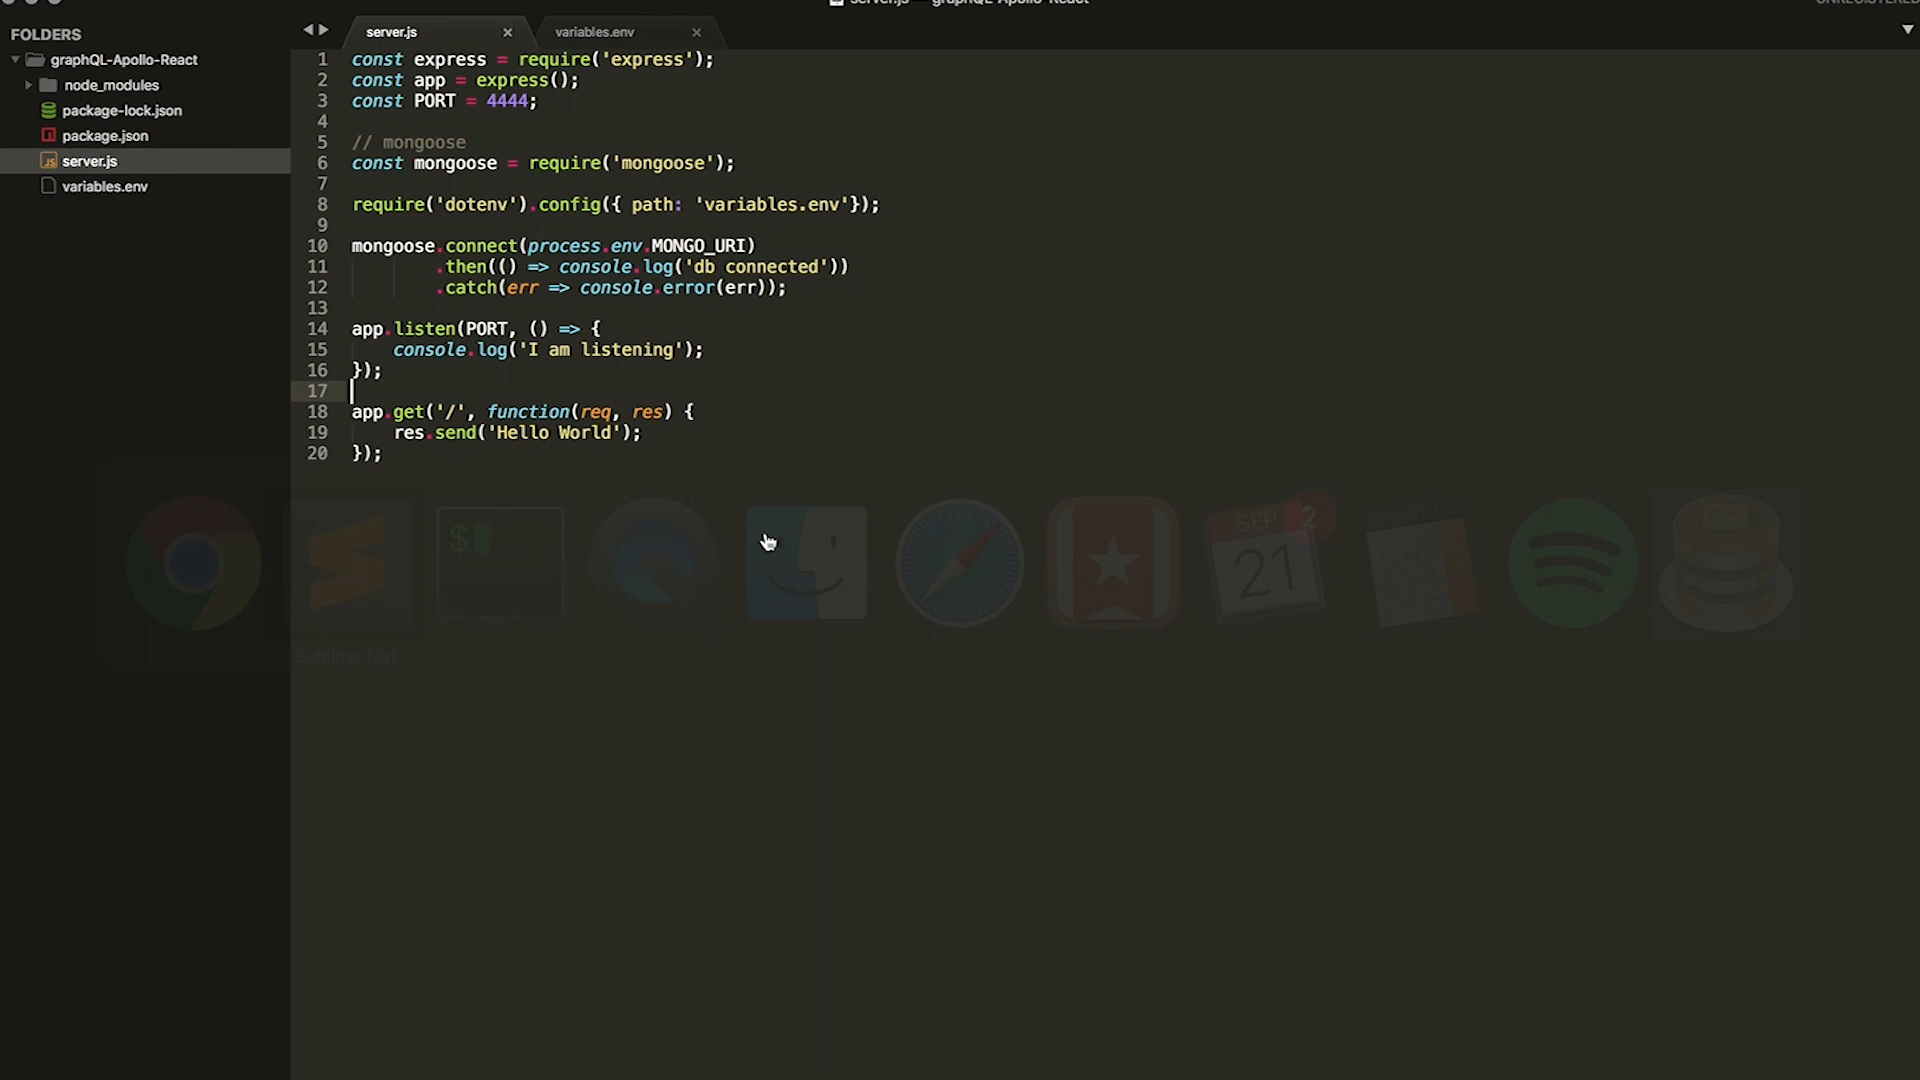 server.js — graphQL-Apollo-React
UNREGISTERED
FOLDERS
graphQL-Apollo-React
node_modules
package-lock.json
package.json
server.js
variables.env
server.js
variables.env
1 const express = require('express');
2 const app = express();
3 const PORT = 4444;
4
5 // mongoose
6 const mongoose = require('mongoose');
7
8 require('dotenv').config({ path: 'variables.env'});
9
10 mongoose.connect(process.env.MONGO_URI)
11 .then(() => console.log('db connected'))
12 .catch(err => console.error(err));
13
14 app.listen(PORT, () => {
15 console.log('I am listening');
16 });
17
18 app.get('/', function(req, res) {
19 res.send('Hello World');
20 });
$
SEP
2
21
Sublime Text